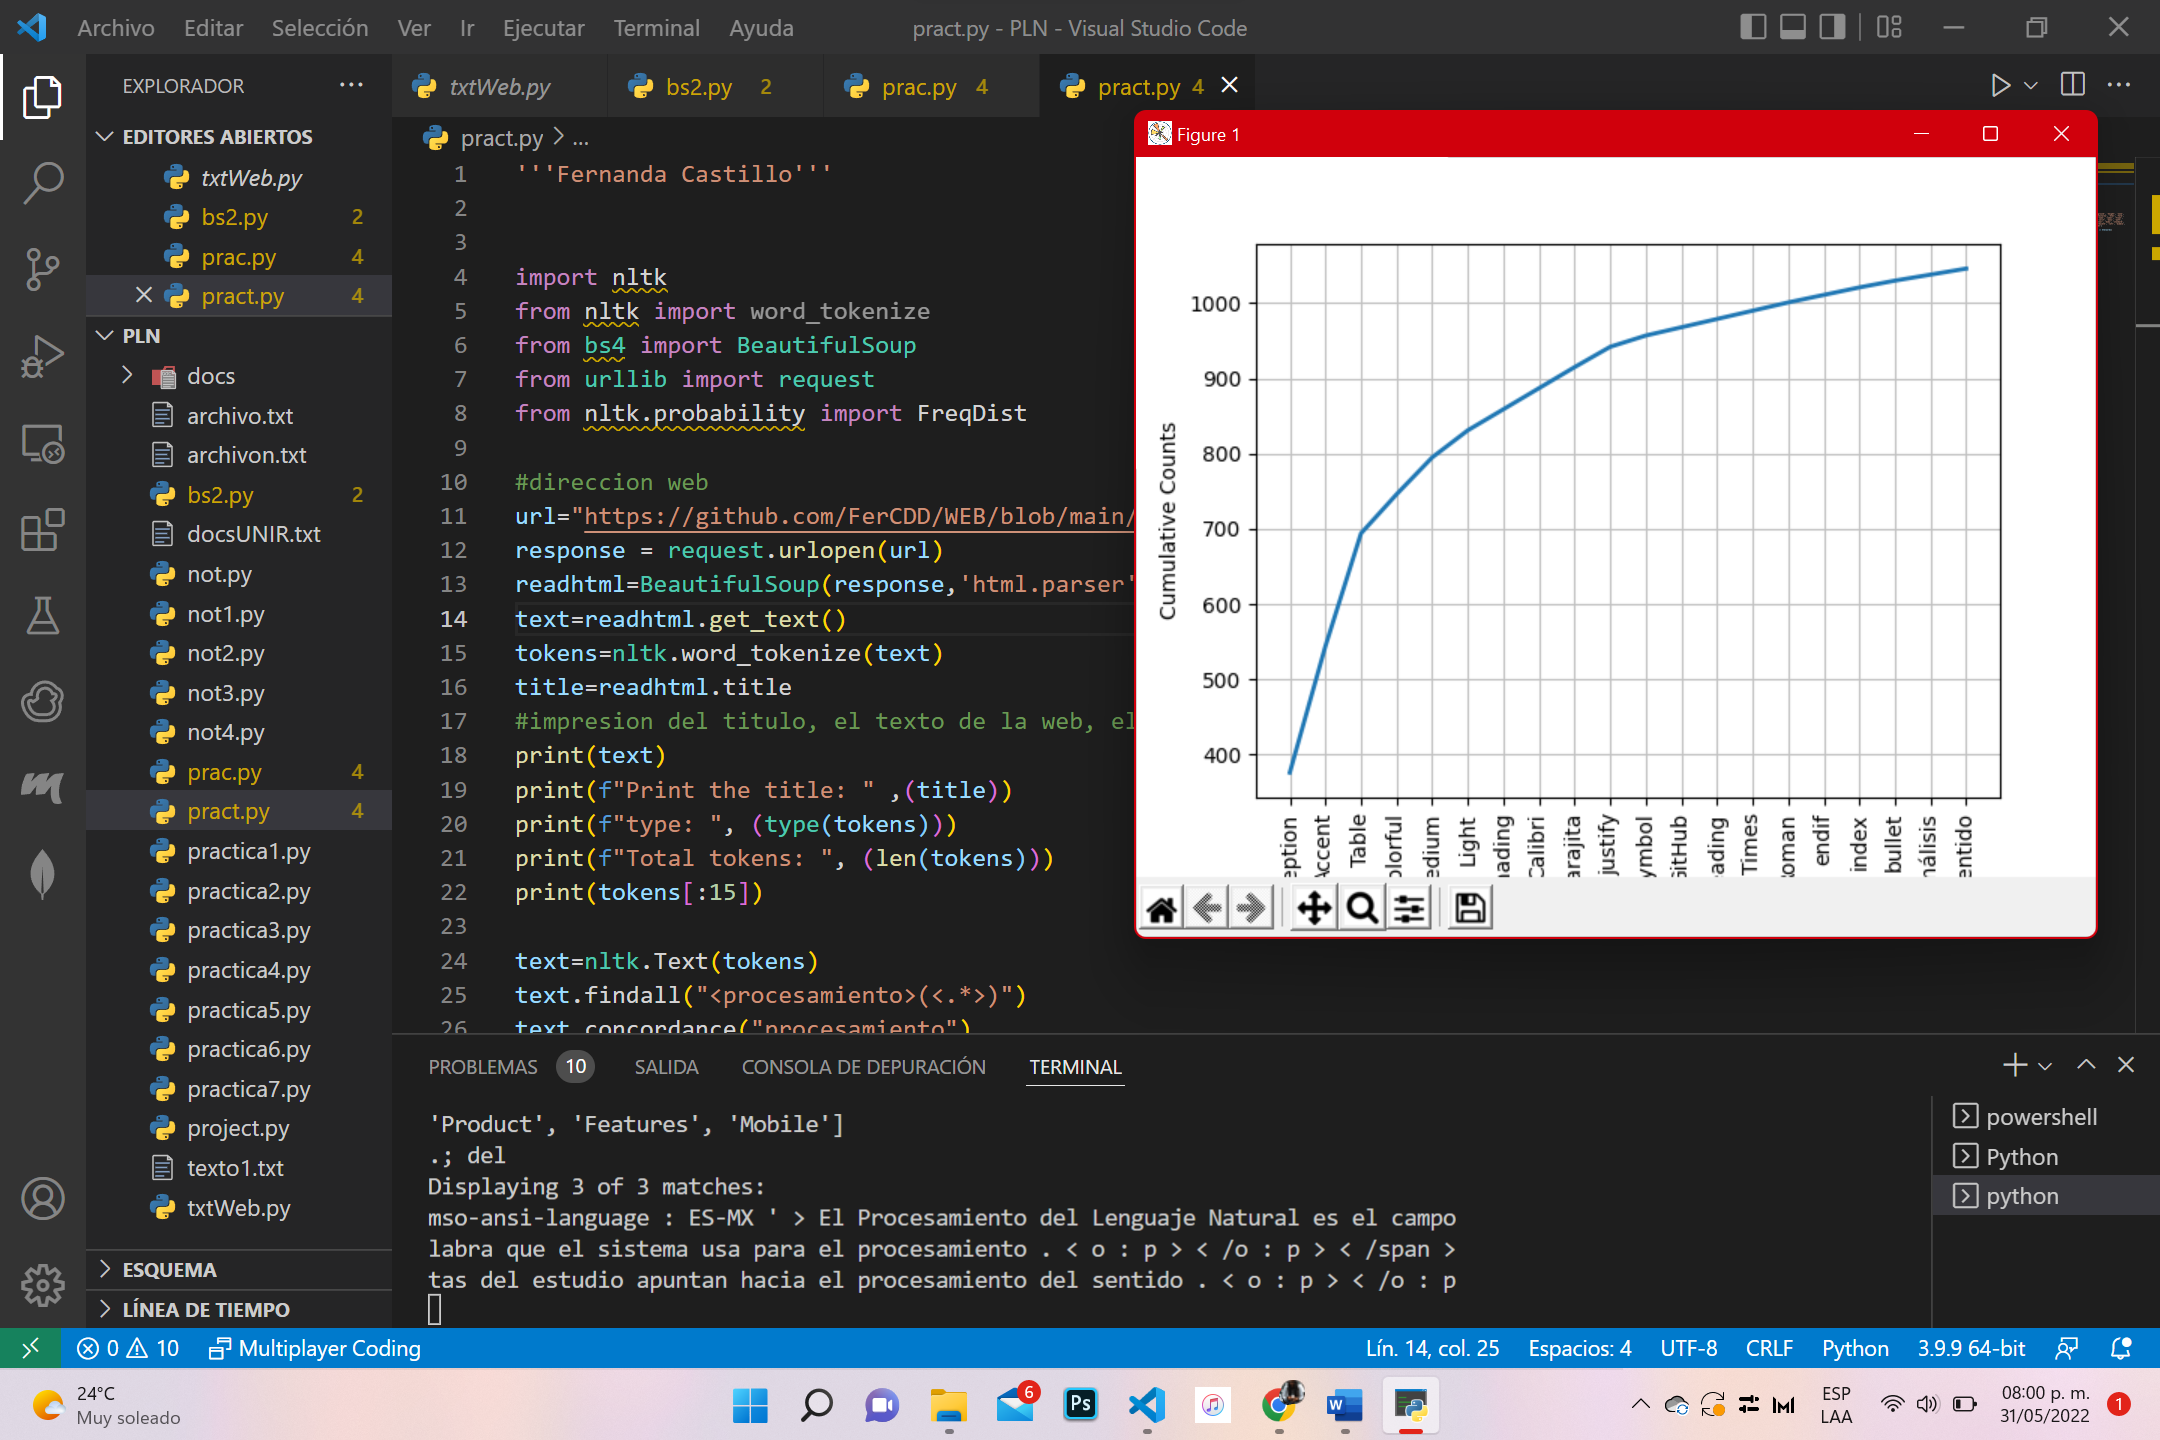 Archivo Editar Selección Ver Ir Ejecutar Terminal Ayuda
pract.py - PLN - Visual Studio Code
EXPLORADOR
txtWeb.py
bs2.py 2
prac.py 4
pract.py 4
EDITORES ABIERTOS
txtWeb.py
bs2.py 2
prac.py 4
pract.py 4
PLN
docs
archivo.txt
archivon.txt
bs2.py 2
docsUNIR.txt
not.py
not1.py
not2.py
not3.py
not4.py
prac.py 4
pract.py 4
practica1.py
practica2.py
practica3.py
practica4.py
practica5.py
practica6.py
practica7.py
project.py
texto1.txt
txtWeb.py
ESQUEMA
LÍNEA DE TIEMPO
pract.py > ...
1 '''Fernanda Castillo'''
2
3
4 import nltk
5 from nltk import word_tokenize
6 from bs4 import BeautifulSoup
7 from urllib import request
8 from nltk.probability import FreqDist
9
10 #direccion web
11 url="https://github.com/FerCDD/WEB/blob/main/
12 response = request.urlopen(url)
13 readhtml=BeautifulSoup(response,'html.parser'
14 text=readhtml.get_text()
15 tokens=nltk.word_tokenize(text)
16 title=readhtml.title
17 #impresion del titulo, el texto de la web, el
18 print(text)
19 print(f"Print the title: " ,(title))
20 print(f"type: ", (type(tokens)))
21 print(f"Total tokens: ", (len(tokens)))
22 print(tokens[:15])
23
24 text=nltk.Text(tokens)
25 text.findall("<procesamiento>(<.*>)")
26 text.concordance("procesamiento")
Figure 1
1000
900
800
700
600
500
400
Cumulative Counts
eption
Accent
Table
olorful
edium
Light
ading
Calibri
arajita
justify
ymbol
GitHub
eading
Times
Roman
endif
index
bullet
nálisis
entido
PROBLEMAS 10 SALIDA CONSOLA DE DEPURACIÓN TERMINAL
'Product', 'Features', 'Mobile']
.; del
Displaying 3 of 3 matches:
mso-ansi-language : ES-MX ' > El Procesamiento del Lenguaje Natural es el campo
labra que el sistema usa para el procesamiento . < o : p > < /o : p > < /span >
tas del estudio apuntan hacia el procesamiento del sentido . < o : p > < /o : p
powershell
Python
python
0 10 Multiplayer Coding
Lín. 14, col. 25 Espacios: 4 UTF-8 CRLF Python 3.9.9 64-bit
24°C
Muy soleado
6
Ps
W
ESP
LAA
08:00 p. m.
31/05/2022
1